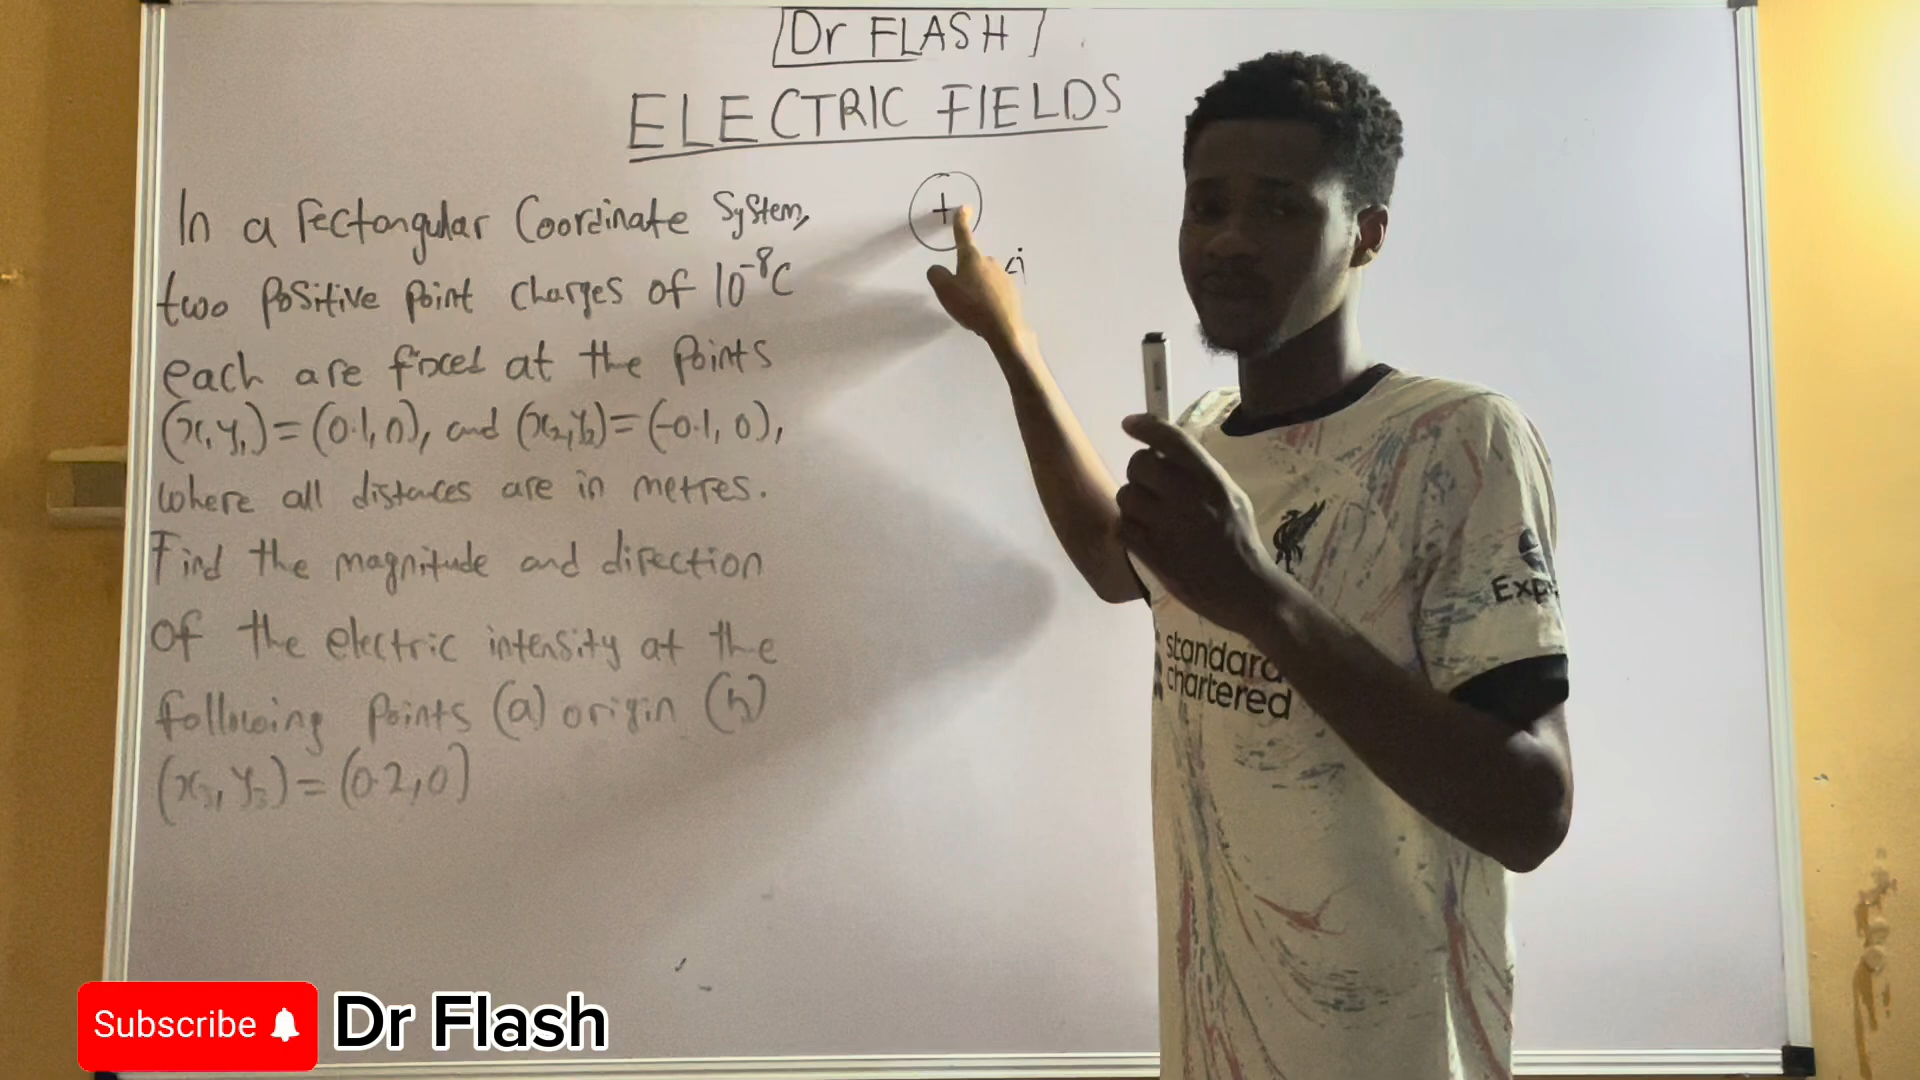 Dr FLASH
ELECTRIC FIELDS
In a rectangular Coordinate System,
two positive point charges of 10⁻⁸C
each are fixed at the points
(x₁, y₁) = (0.1, 0), and (x₂, y₂) = (-0.1, 0),
where all distances are in metres.
Find the magnitude and direction
of the electric intensity at the
following points (a) origin (b)
(x₃, y₃) = (0.2, 0)
+
standard
chartered
Exp
Subscribe
Dr Flash